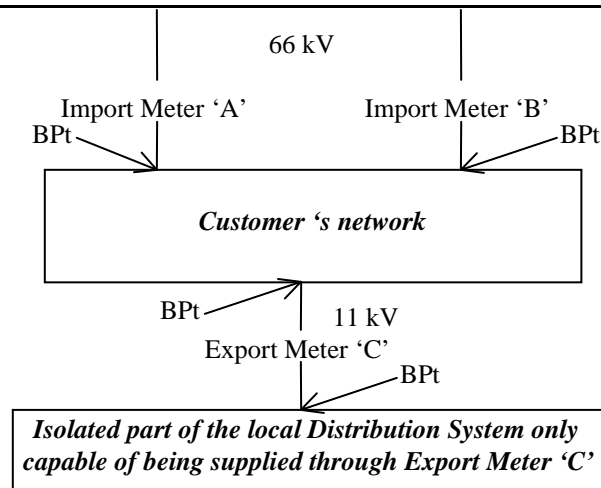 66 kV
Import Meter ‘A’ Import Meter ‘B’
BPt BPt
Customer ‘s network
BPt
11 kV
Export Meter ‘C’
BPt
Isolated part of the local Distribution System only
capable of being supplied through Export Meter ‘C’